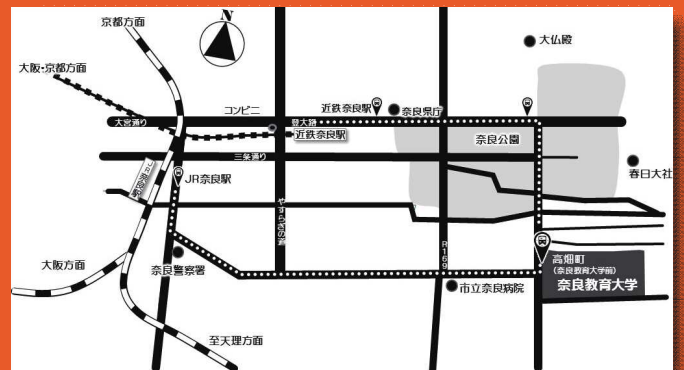 京都方面
N
大仏殿
大阪・京都方面
コンビニ
近鉄奈良駅
奈良県庁
大宮通り
登大路
近鉄奈良駅
奈良公園
三条通り
春日大社
JR奈良駅
JR奈良駅
やすらぎの道
R169
高畑町
(奈良教育大学前)
奈良教育大学
大阪方面
奈良警察署
市立奈良病院
至天理方面